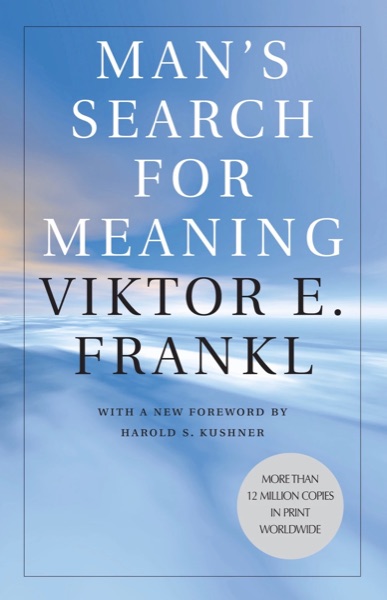 MAN’S
SEARCH
FOR
MEANING
VIKTOR E.
FRANKL
WITH A NEW FOREWORD BY
HAROLD S. KUSHNER
MORE THAN
12 MILLION COPIES
IN PRINT
WORLDWIDE